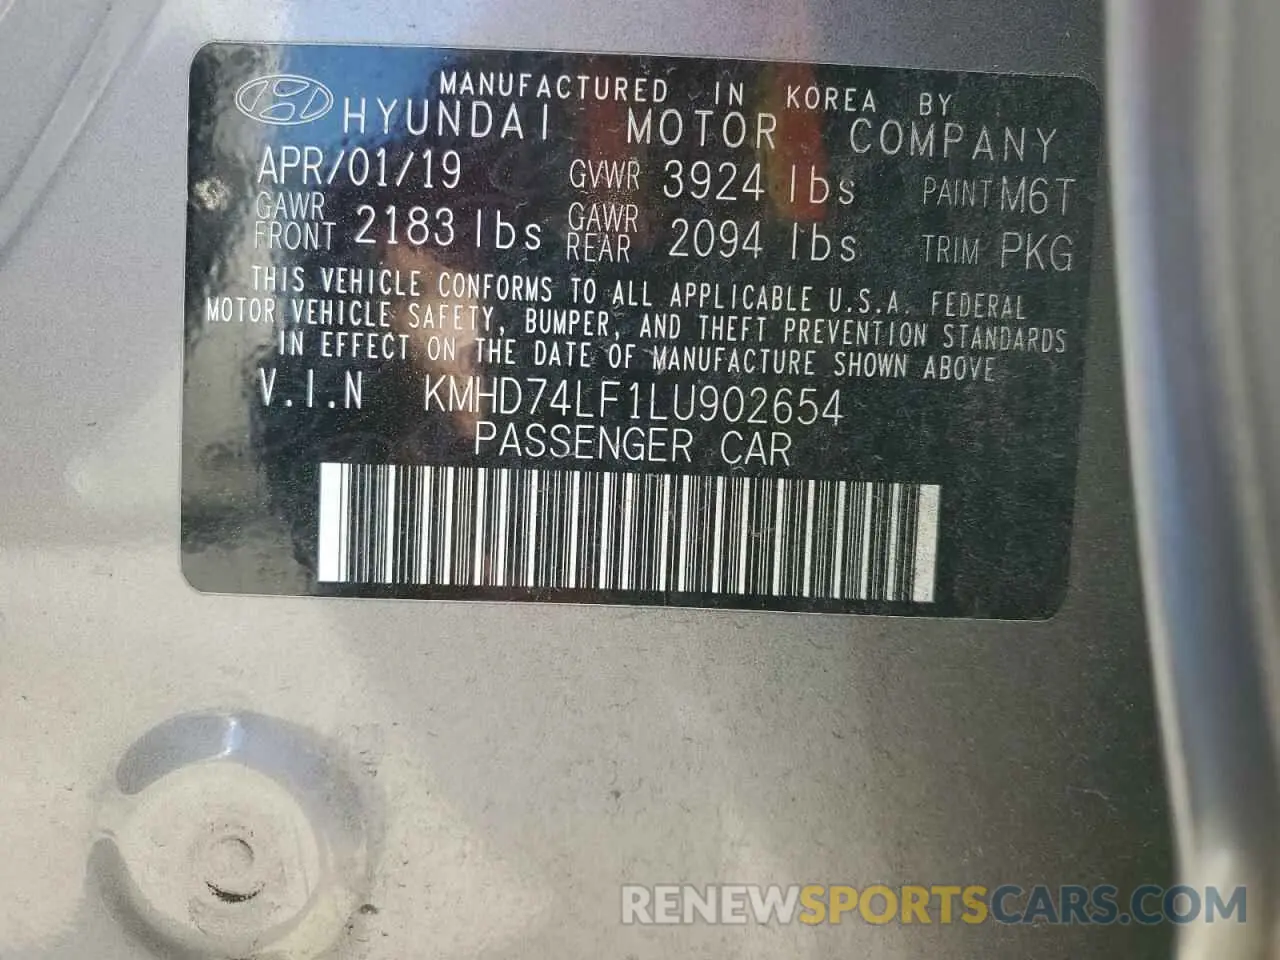 MANUFACTURED IN KOREA BY
HYUNDAI MOTOR COMPANY
APR/01/19 GVWR 3924 lbs PAINT M6T
GAWR FRONT 2183 lbs GAWR REAR 2094 lbs TRIM PKG
THIS VEHICLE CONFORMS TO ALL APPLICABLE U.S.A. FEDERAL
MOTOR VEHICLE SAFETY, BUMPER, AND THEFT PREVENTION STANDARDS
IN EFFECT ON THE DATE OF MANUFACTURE SHOWN ABOVE
V.I.N KMHD74LF1LU902654
PASSENGER CAR
RENEWSPORTSCARS.COM